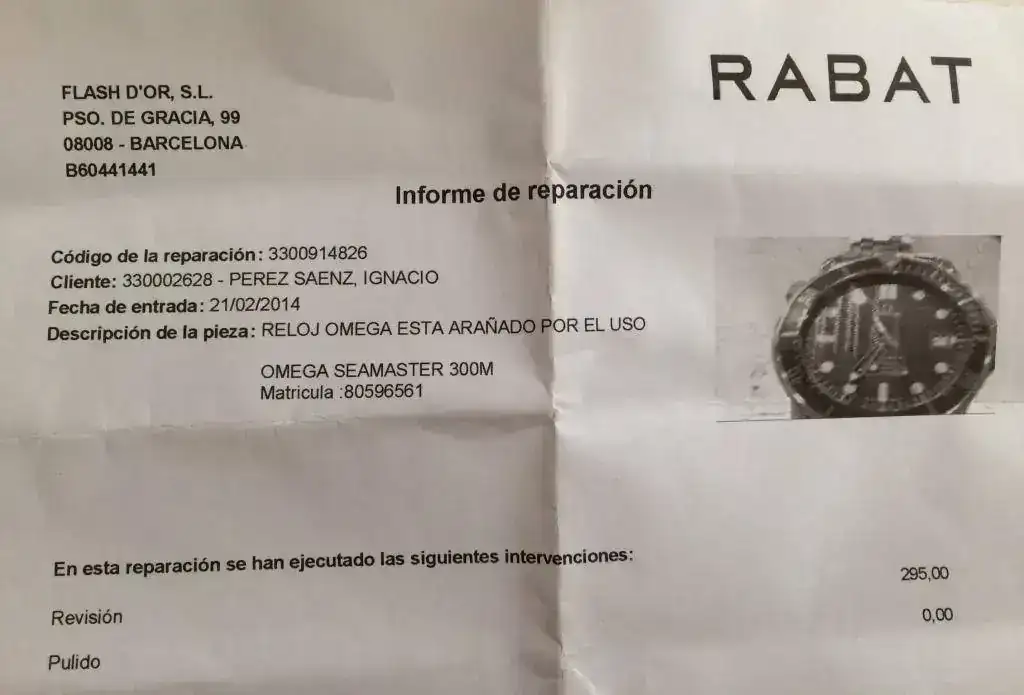 RABAT
FLASH D'OR, S.L.
PSO. DE GRACIA, 99
08008 - BARCELONA
B60441441
Informe de reparación
Código de la reparación: 3300914826
Cliente: 330002628 - PEREZ SAENZ, IGNACIO
Fecha de entrada: 21/02/2014
Descripción de la pieza: RELOJ OMEGA ESTA ARAÑADO POR EL USO
OMEGA SEAMASTER 300M
Matricula :80596561
En esta reparación se han ejecutado las siguientes intervenciones:
295,00
Revisión
0,00
Pulido